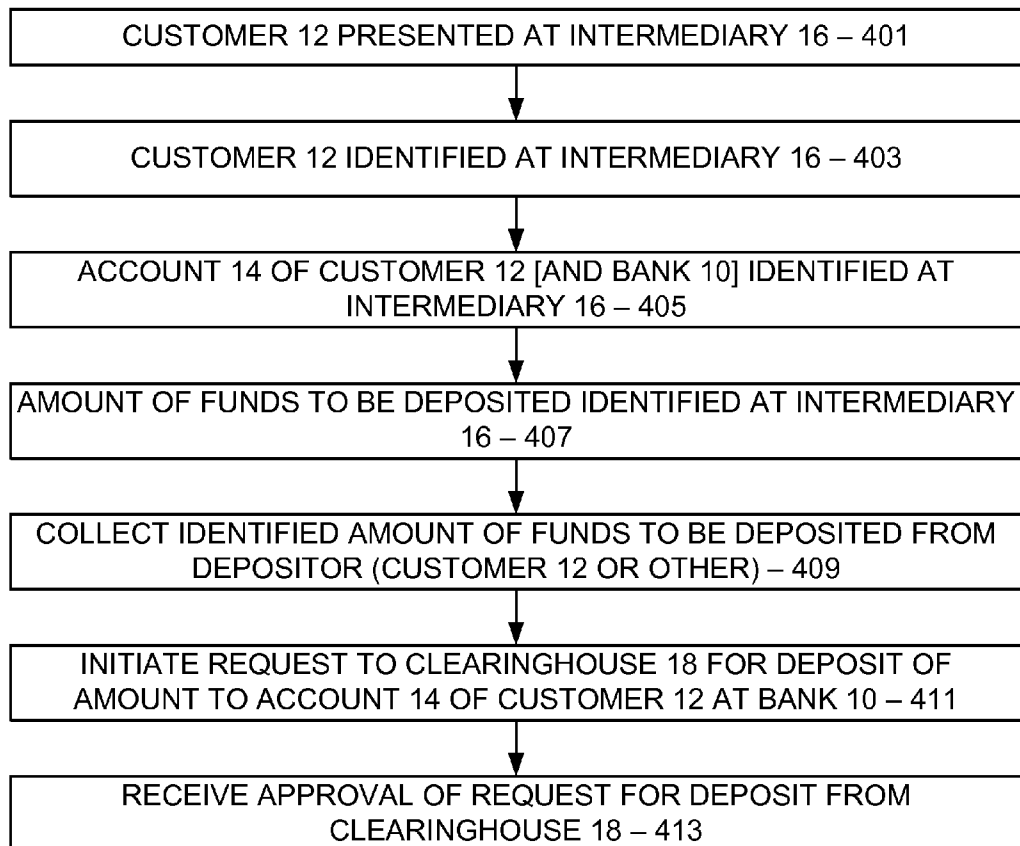 CUSTOMER 12 PRESENTED AT INTERMEDIARY 16 – 401
CUSTOMER 12 IDENTIFIED AT INTERMEDIARY 16 – 403
ACCOUNT 14 OF CUSTOMER 12 [AND BANK 10] IDENTIFIED AT
INTERMEDIARY 16 – 405
AMOUNT OF FUNDS TO BE DEPOSITED IDENTIFIED AT INTERMEDIARY
16 – 407
COLLECT IDENTIFIED AMOUNT OF FUNDS TO BE DEPOSITED FROM
DEPOSITOR (CUSTOMER 12 OR OTHER) – 409
INITIATE REQUEST TO CLEARINGHOUSE 18 FOR DEPOSIT OF
AMOUNT TO ACCOUNT 14 OF CUSTOMER 12 AT BANK 10 – 411
RECEIVE APPROVAL OF REQUEST FOR DEPOSIT FROM
CLEARINGHOUSE 18 – 413